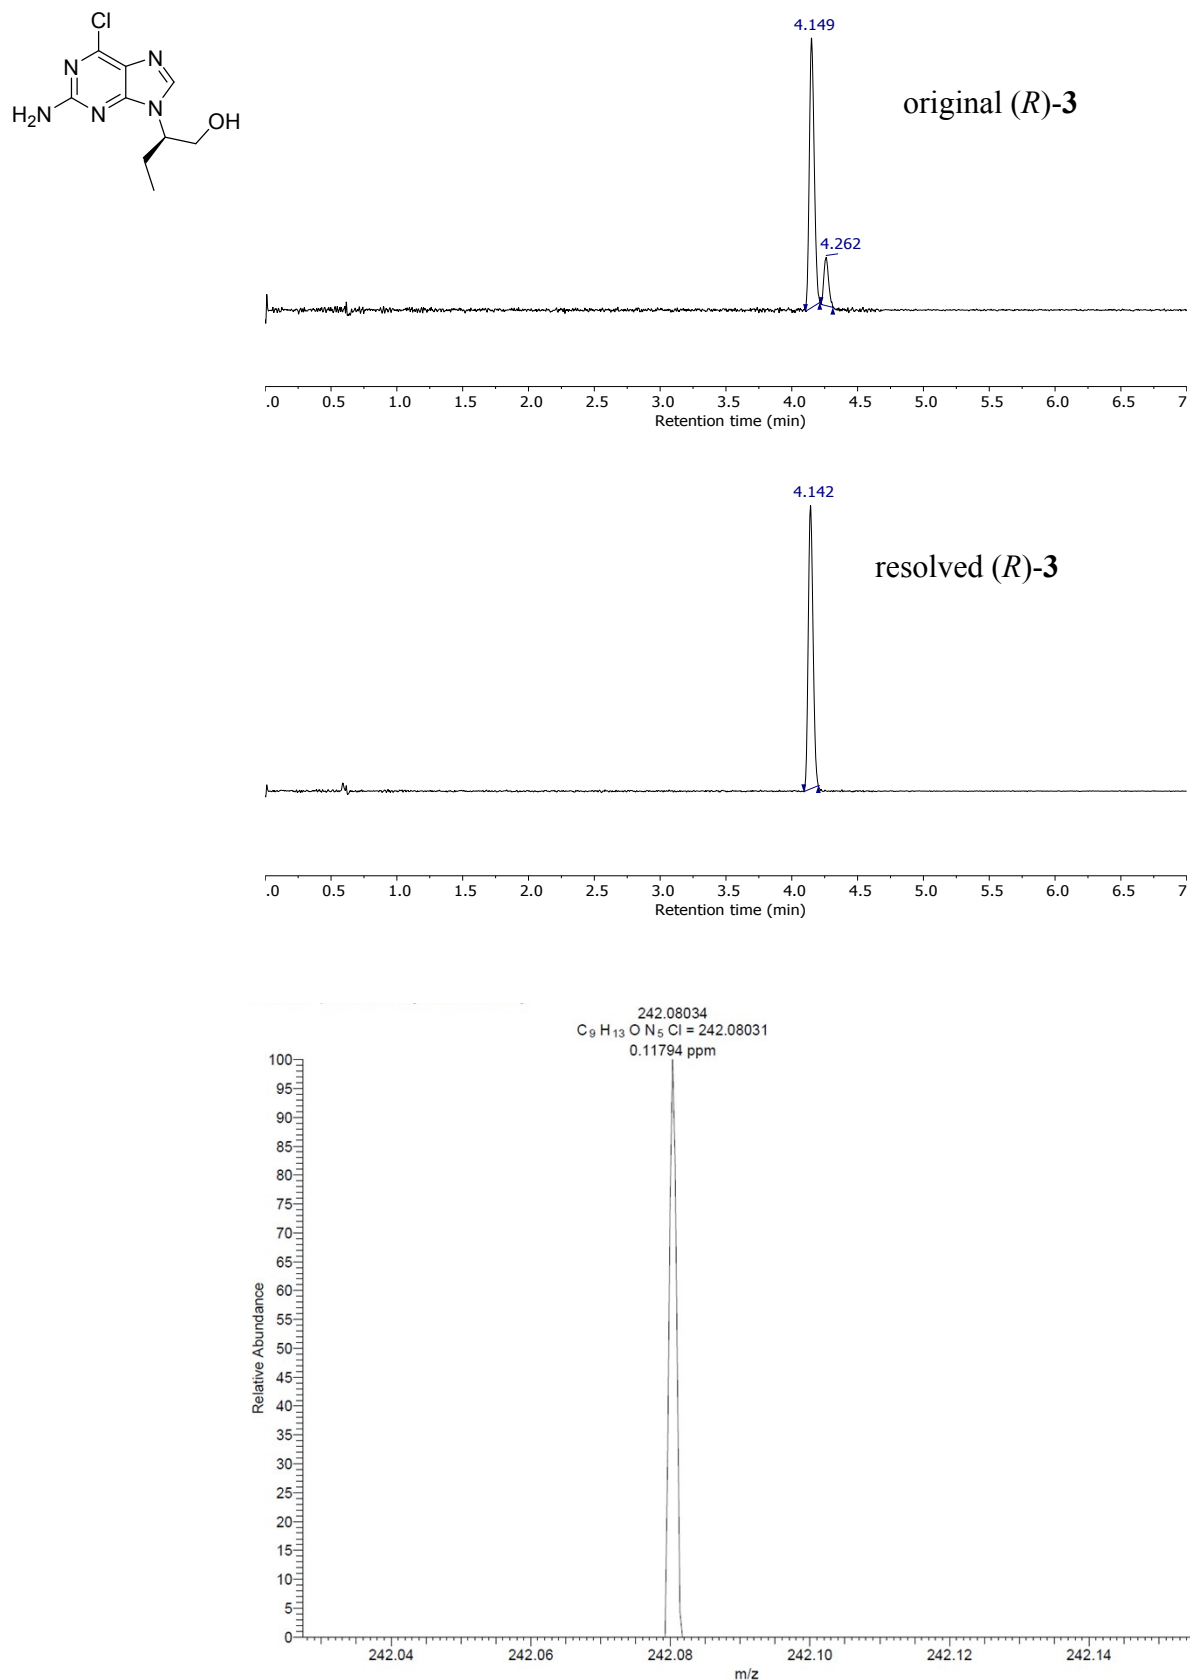 Cl
N
N
H₂N
N
N
OH
4.149
original (R)-3
4.262
.0 0.5 1.0 1.5 2.0 2.5 3.0 3.5 4.0 4.5 5.0 5.5 6.0 6.5 7
Retention time (min)
4.142
resolved (R)-3
.0 0.5 1.0 1.5 2.0 2.5 3.0 3.5 4.0 4.5 5.0 5.5 6.0 6.5 7
Retention time (min)
242.08034
C₉ H₁₃ O N₅ Cl = 242.08031
0.11794 ppm
100
95
90
85
80
75
70
65
60
55
50
45
40
35
30
25
20
15
10
5
0
Relative Abundance
242.04 242.06 242.08 242.10 242.12 242.14
m/z